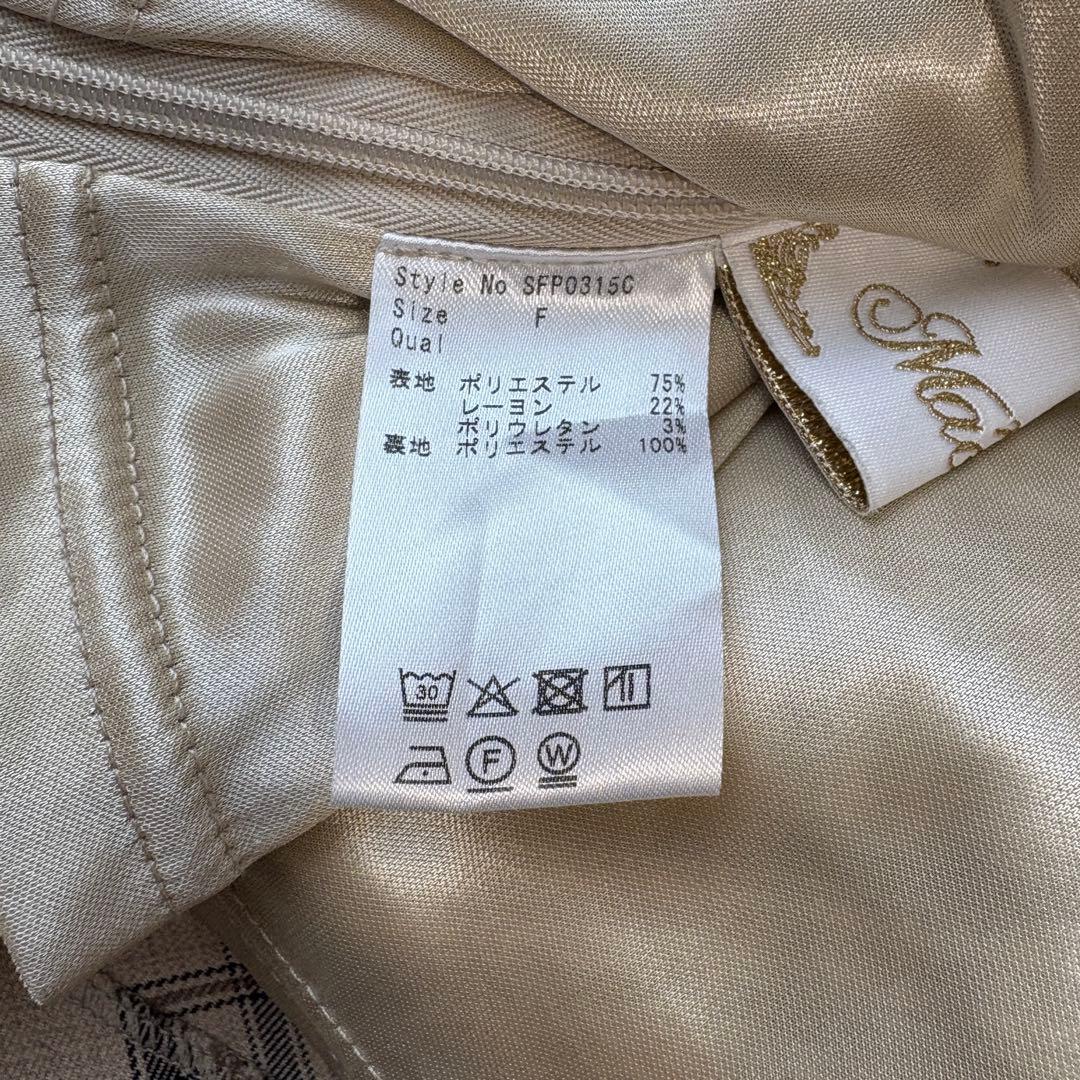 Style No SFP0315C
Size F
Qual
表地 ポリエステル 75%
レーヨン 22%
ポリウレタン 3%
裏地 ポリエステル 100%
30
F
W